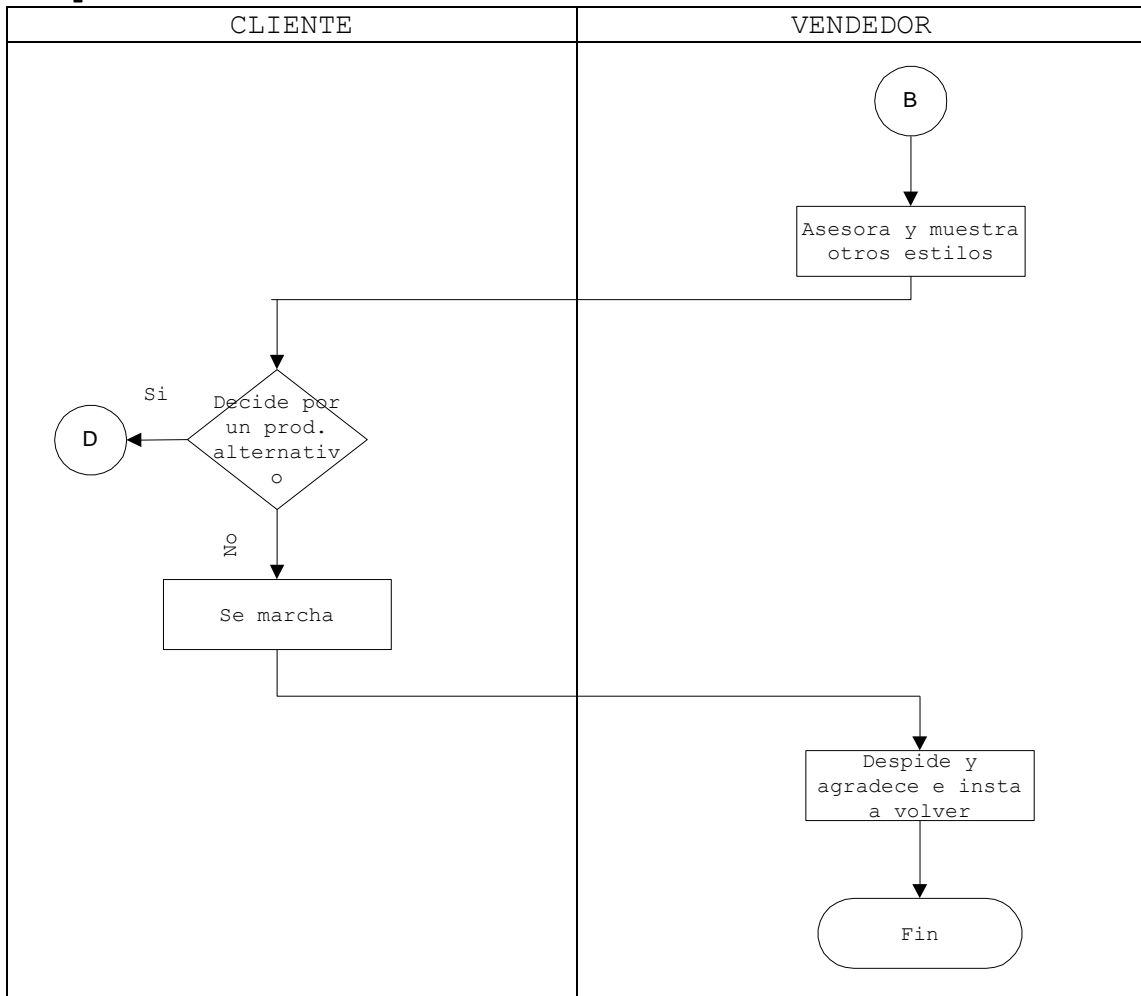 CLIENTE
VENDEDOR
B
Asesora y muestra
otros estilos
Si
Decide por
un prod.
alternativ
o
D
No
Se marcha
Despide y
agradece e insta
a volver
Fin